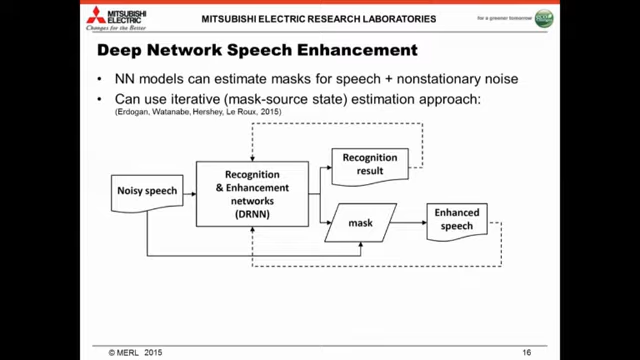 MITSUBISHI
ELECTRIC
Changes for the Better
MITSUBISHI ELECTRIC RESEARCH LABORATORIES
for a greener tomorrow
Deep Network Speech Enhancement
• NN models can estimate masks for speech + nonstationary noise
• Can use iterative (mask-source state) estimation approach:
(Erdogan, Watanabe, Hershey, Le Roux, 2015)
Noisy speech
Recognition
& Enhancement
networks
(DRNN)
Recognition
result
mask
Enhanced
speech
© MERL 2015
16